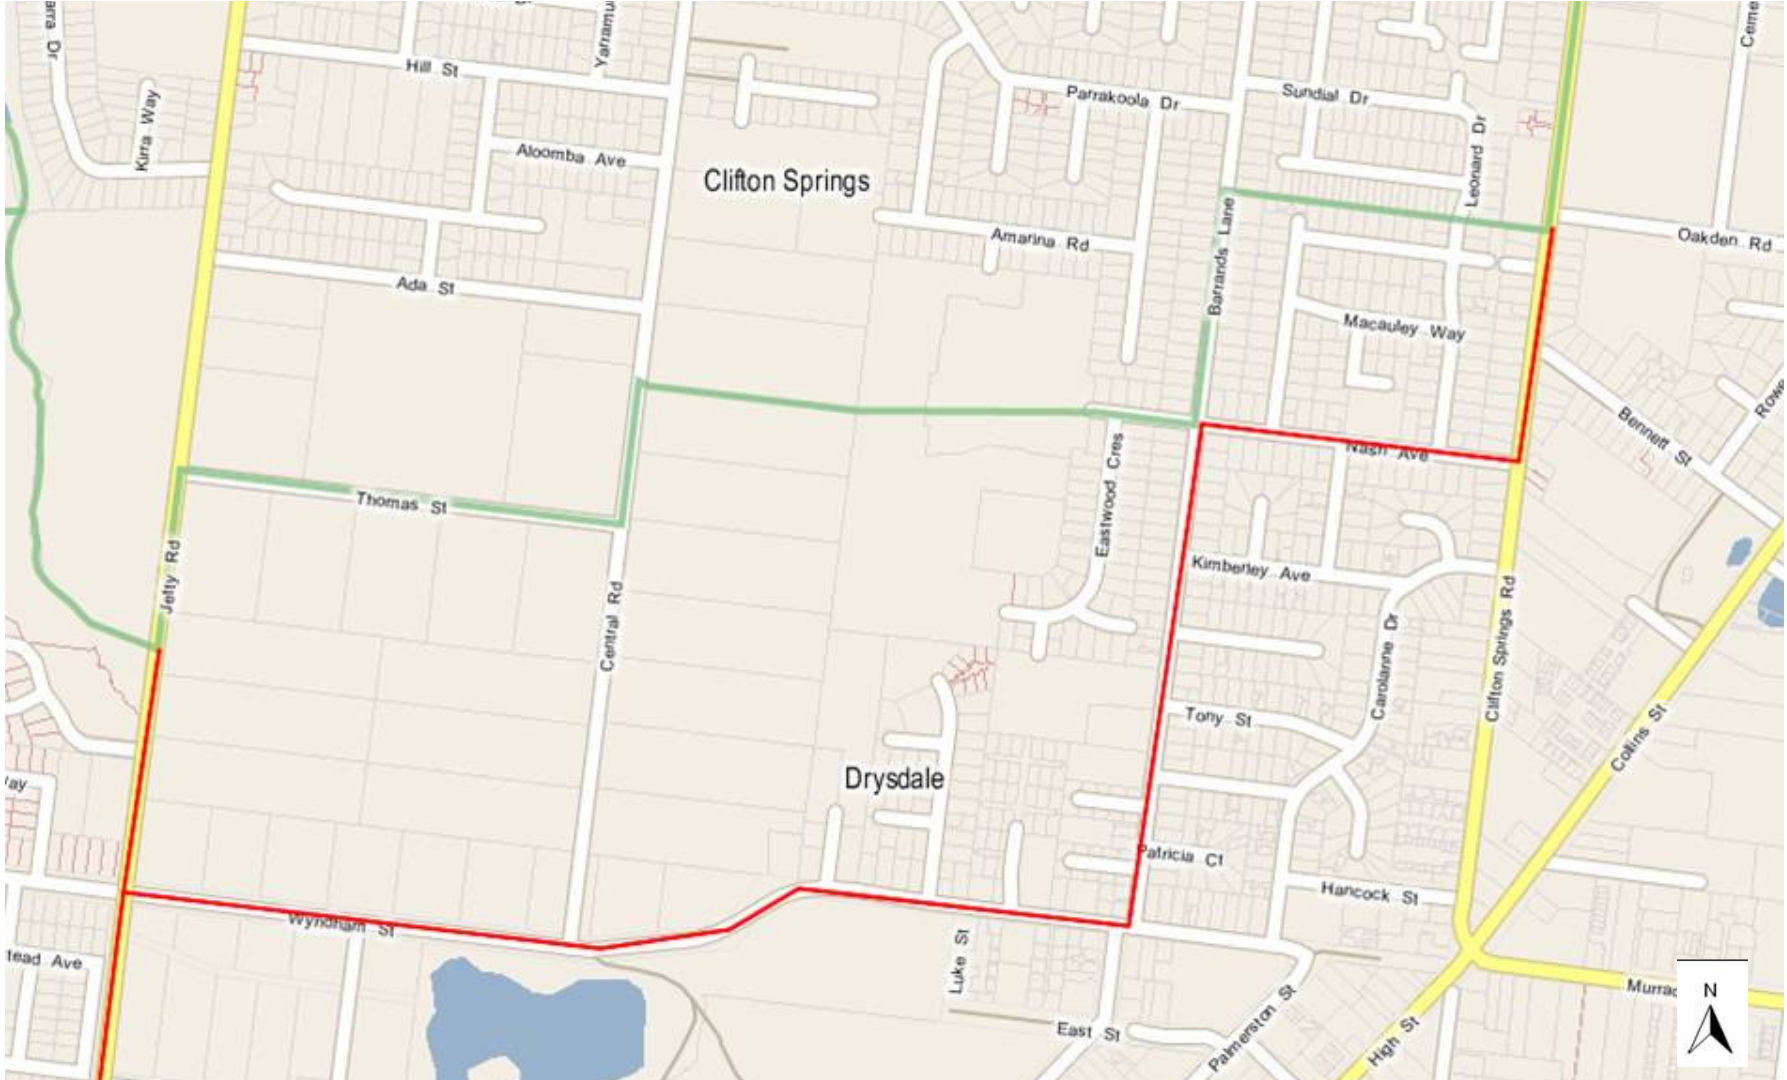 Hill St
Parrakoola Dr
Sundial Dr
Kirra Way
Aloomba Ave
Leonard Dr
Clifton Springs
Barrands Lane
Amarina Rd
Oakden Rd
Ada St
Macauley Way
Bennett St
Nash Ave
Eastwood Cres
Thomas St
Jetty Rd
Kimberley Ave
Central Rd
Clifton Springs Rd
Carolanne Dr
Tony St
Collins St
Drysdale
Patricia Ct
Hancock St
Wyndham St
Luke St
tead Ave
East St
Palmerston St
High St
Murrac
N